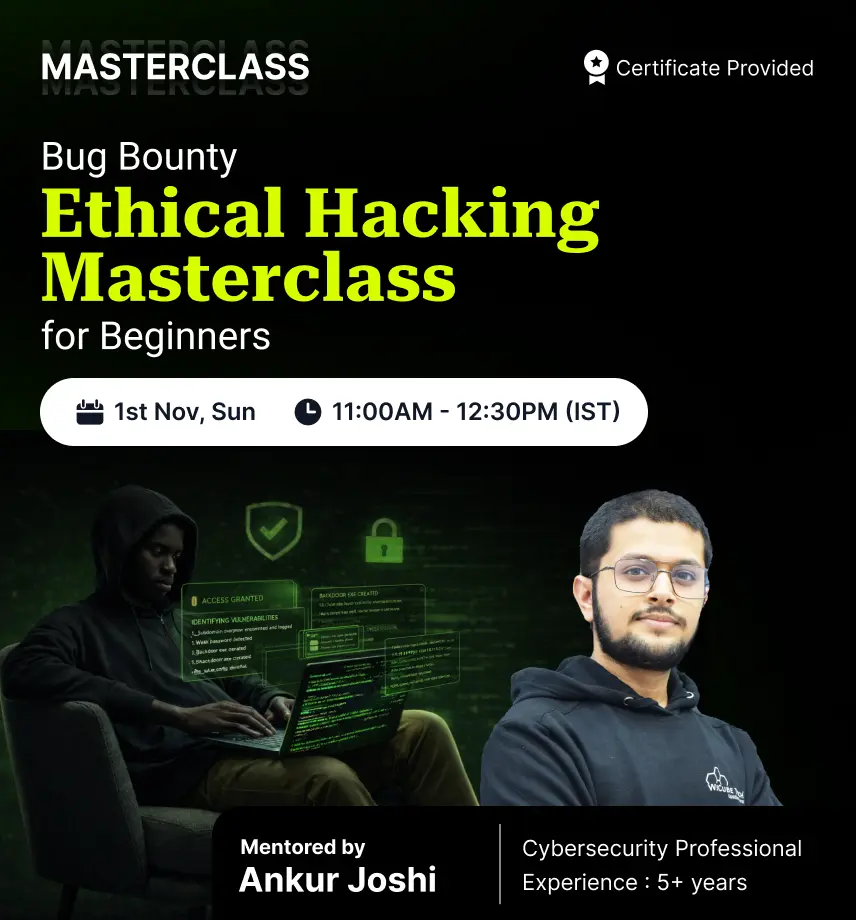 MASTERCLASS
Certificate Provided
Bug Bounty
Ethical Hacking
Masterclass
for Beginners
1st Nov, Sun
11:00AM - 12:30PM (IST)
ACCESS GRANTED
IDENTIFYING VULNERABILITIES
BACKDOOR EXE CREATED
Mentored by
Ankur Joshi
Cybersecurity Professional
Experience : 5+ years